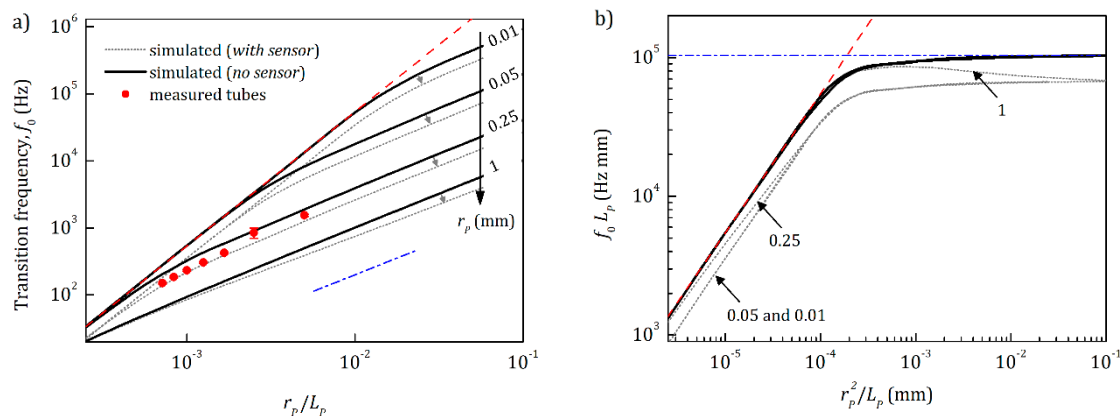 a)
10^6
10^5
10^4
10^3
10^2
Transition frequency, f_0 (Hz)
simulated (with sensor)
simulated (no sensor)
measured tubes
0.01
0.05
0.25
1
r_p (mm)
10^-3
10^-2
10^-1
r_p/L_p
b)
10^5
10^4
10^3
f_0 L_p (Hz mm)
1
0.25
0.05 and 0.01
10^-5
10^-4
10^-3
10^-2
10^-1
r_p^2/L_p (mm)